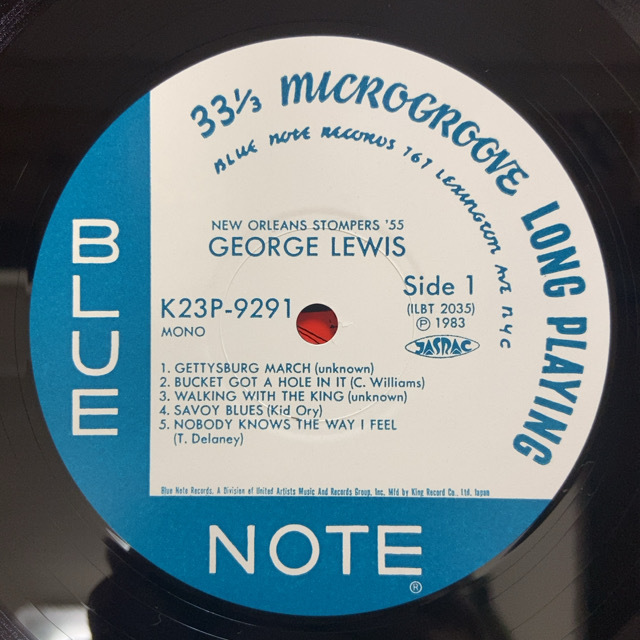 33⅓ MICROGROOVE LONG PLAYING
BLUE NOTE RECORDS 767 LEXINGTON AVE NYC
NEW ORLEANS STOMPERS '55
GEORGE LEWIS
K23P-9291
MONO
Side 1
(ILBT 2035)
℗ 1983
JASRAC
1. GETTYSBURG MARCH (unknown)
2. BUCKET GOT A HOLE IN IT (C. Williams)
3. WALKING WITH THE KING (unknown)
4. SAVOY BLUES (Kid Ory)
5. NOBODY KNOWS THE WAY I FEEL
(T. Delaney)
Blue Note Records. A Division of United Artists Music And Records Group, Inc. Mfd by King Record Co., Ltd. Japan
BLUE
NOTE®